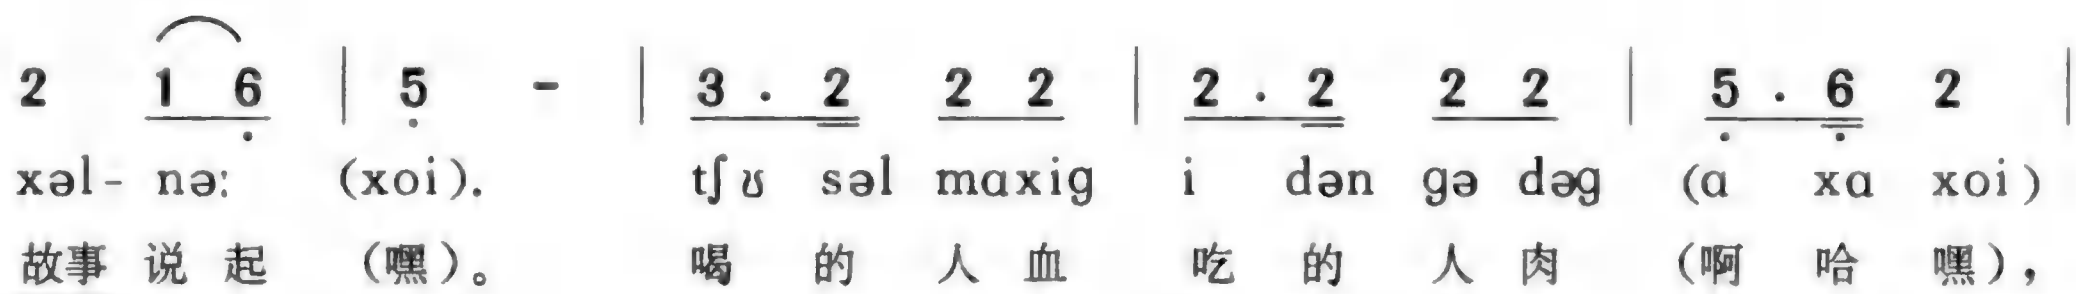 2 1 6̣ | 5̣ - | 3 . 2 2 2 | 2 . 2 2 2 | 5̣ . 6̣ 2 |
xəl- nə: (xoi). tʃʊ səl mɑxig i dən gə dəg (ɑ xɑ xoi)
故事 说 起 (嘿)。 喝 的 人 血 吃 的 人 肉 (啊 哈 嘿),